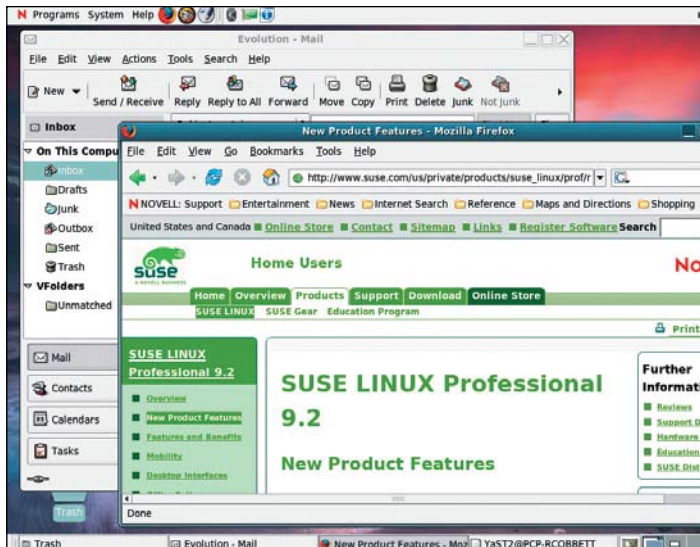 N Programs System Help
Evolution - Mail
File Edit View Actions Tools Search Help
New
Send / Receive Reply Reply to All Forward Move Copy Print Delete Junk Not Junk
Inbox
On This Compu
Inbox
Drafts
Junk
Outbox
Sent
Trash
VFolders
Unmatched
Mail
Contacts
Calendars
Tasks
Trash
New Product Features - Mozilla Firefox
File Edit View Go Bookmarks Tools Help
http://www.suse.com/us/private/products/suse_linux/prof/r
G
N NOVELL: Support Entertainment News Internet Search Reference Maps and Directions Shopping
United States and Canada Online Store Contact Sitemap Links Register Software Search
SUSE
A NOVELL BUSINESS
Home Users
No
Home Overview Products Support Download Online Store
SUSE LINUX SUSE Gear Education Program
Print
SUSE LINUX
Professional 9.2
Overview
New Product Features
Features and Benefits
Mobility
Desktop Interfaces
SUSE LINUX Professional
9.2
New Product Features
Further
Informati
Reviews
Support D
Hardware
Education
SUSE Dist
Done
Trash Evolution - Mail New Product Features - Moz YaST2@PCP-RCORBETT